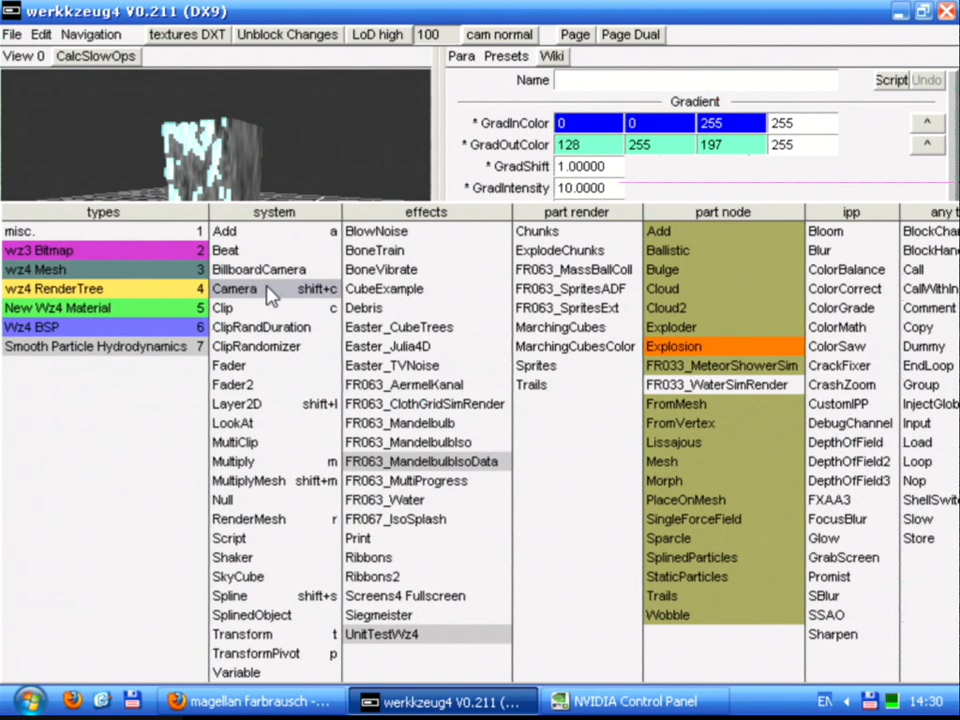 werkkzeug4 V0.211 (DX9)
File Edit Navigation textures DXT Unblock Changes LoD high 100 cam normal Page Page Dual
View 0 CalcSlowOps Para Presets Wiki
Name Script Undo
Gradient
* GradInColor 0 0 255 255 ^
* GradOutColor 128 255 197 255 ^
* GradShift 1.00000
* GradIntensity 10.0000
types system effects part render part node ipp any t
misc. 1 Add a BlowNoise Chunks Add Bloom BlockChan
wz3 Bitmap 2 Beat BoneTrain ExplodeChunks Ballistic Blur BlockHand
wz4 Mesh 3 BillboardCamera BoneVibrate FR063_MassBallColl Bulge ColorBalance Call
wz4 RenderTree 4 Camera shift+c CubeExample FR063_SpritesADF Cloud ColorCorrect CallWithIn
New Wz4 Material 5 Clip c Debris FR063_SpritesExt Cloud2 ColorGrade Comment
Wz4 BSP 6 ClipRandDuration Easter_CubeTrees MarchingCubes Exploder ColorMath Copy
Smooth Particle Hydrodynamics 7 ClipRandomizer Easter_Julia4D MarchingCubesColor Explosion ColorSaw Dummy
Fader Easter_TVNoise Sprites FR033_MeteorShowerSim CrackFixer EndLoop
Fader2 FR063_AermelKanal Trails FR033_WaterSimRender CrashZoom Group
Layer2D shift+l FR063_ClothGridSimRender FromMesh CustomIPP InjectGlob
LookAt FR063_Mandelbulb FromVertex DebugChannel Input
MultiClip FR063_MandelbulbIso Lissajous DepthOfField Load
Multiply m FR063_MandelbulbIsoData Mesh DepthOfField2 Loop
MultiplyMesh shift+m FR063_MultiProgress Morph DepthOfField3 Nop
Null FR063_Water PlaceOnMesh FXAA3 ShellSwitc
RenderMesh r FR067_IsoSplash SingleForceField FocusBlur Slow
Script Print Sparcle Glow Store
Shaker Ribbons SplinedParticles GrabScreen
SkyCube Ribbons2 StaticParticles Promist
Spline shift+s Screens4 Fullscreen Trails SBlur
SplinedObject Siegmeister Wobble SSAO
Transform t UnitTestWz4 Sharpen
TransformPivot p
Variable
magellan farbrausch -... werkkzeug4 V0.211 (... NVIDIA Control Panel EN 14:30